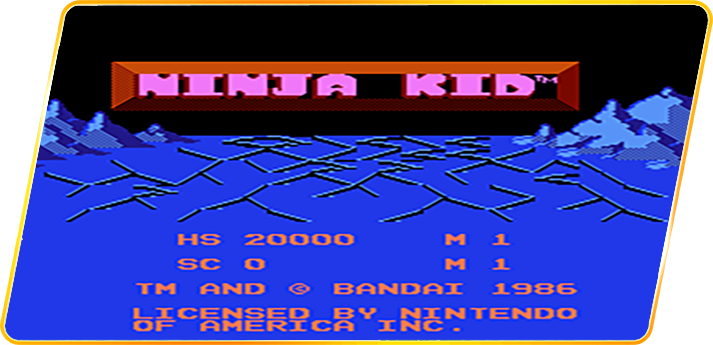 NINJA KID™
HS 20000 M 1
SC 0 M 1
TM AND © BANDAI 1986
LICENSED BY NINTENDO
OF AMERICA INC.